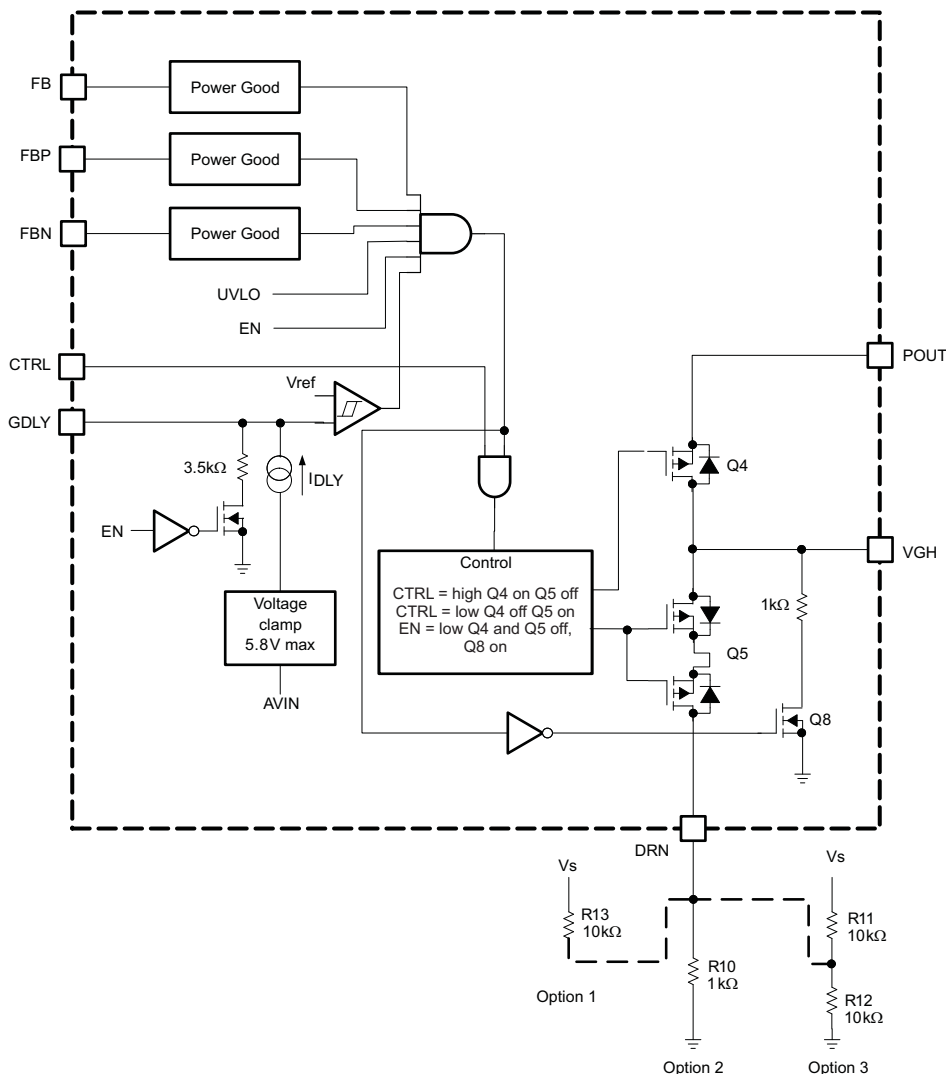 FB
Power Good
FBP
Power Good
FBN
Power Good
UVLO
EN
CTRL
Vref
GDLY
3.5kΩ
IDLY
EN
Voltage
clamp
5.8V max
AVIN
Control
CTRL = high Q4 on Q5 off
CTRL = low Q4 off Q5 on
EN = low Q4 and Q5 off,
Q8 on
POUT
Q4
VGH
1kΩ
Q5
Q8
DRN
Vs
R13
10kΩ
Option 1
R10
1kΩ
Option 2
Vs
R11
10kΩ
R12
10kΩ
Option 3